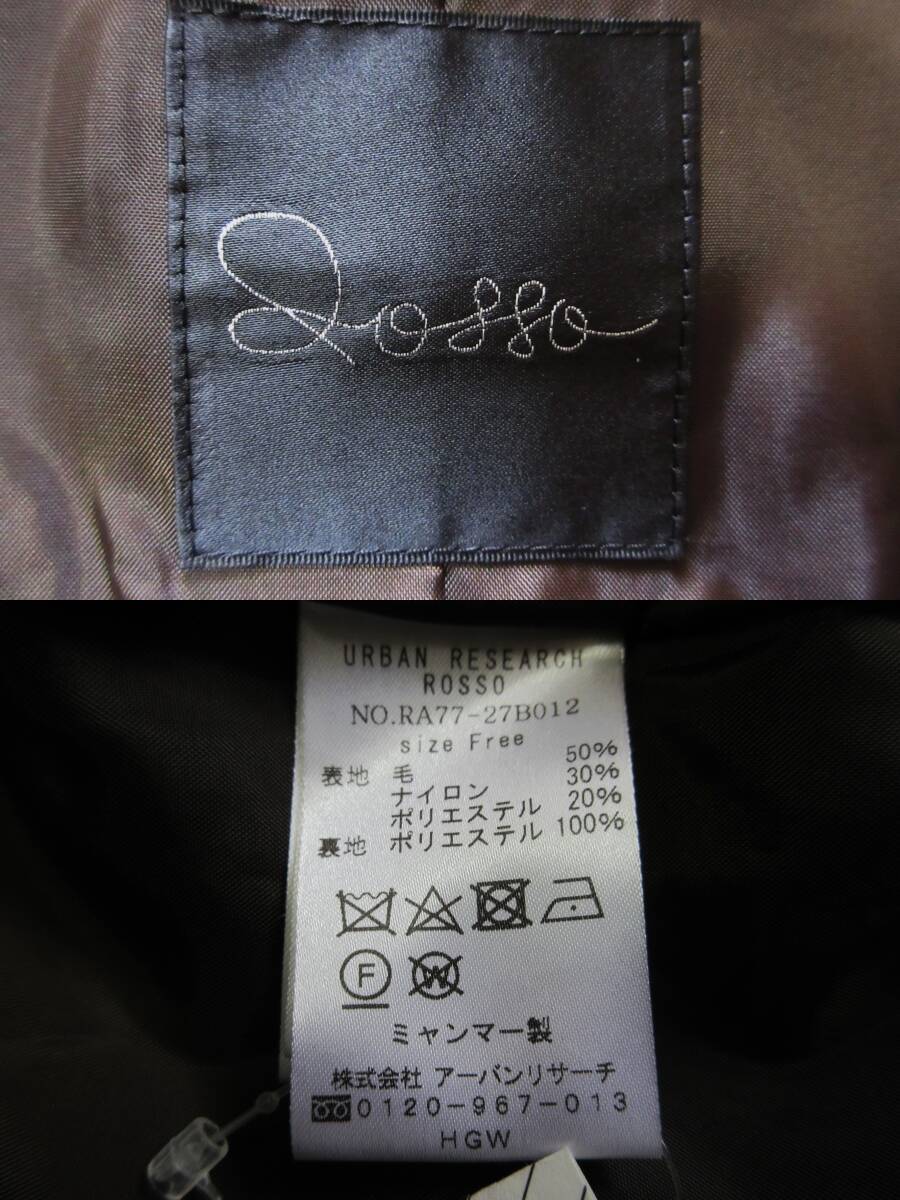 Rosso
URBAN RESEARCH
ROSSO
NO.RA77-27B012
size Free
表地 毛 50%
ナイロン 30%
ポリエステル 20%
裏地 ポリエステル 100%
F W
ミャンマー製
株式会社 アーバンリサーチ
0120-967-013
HGW